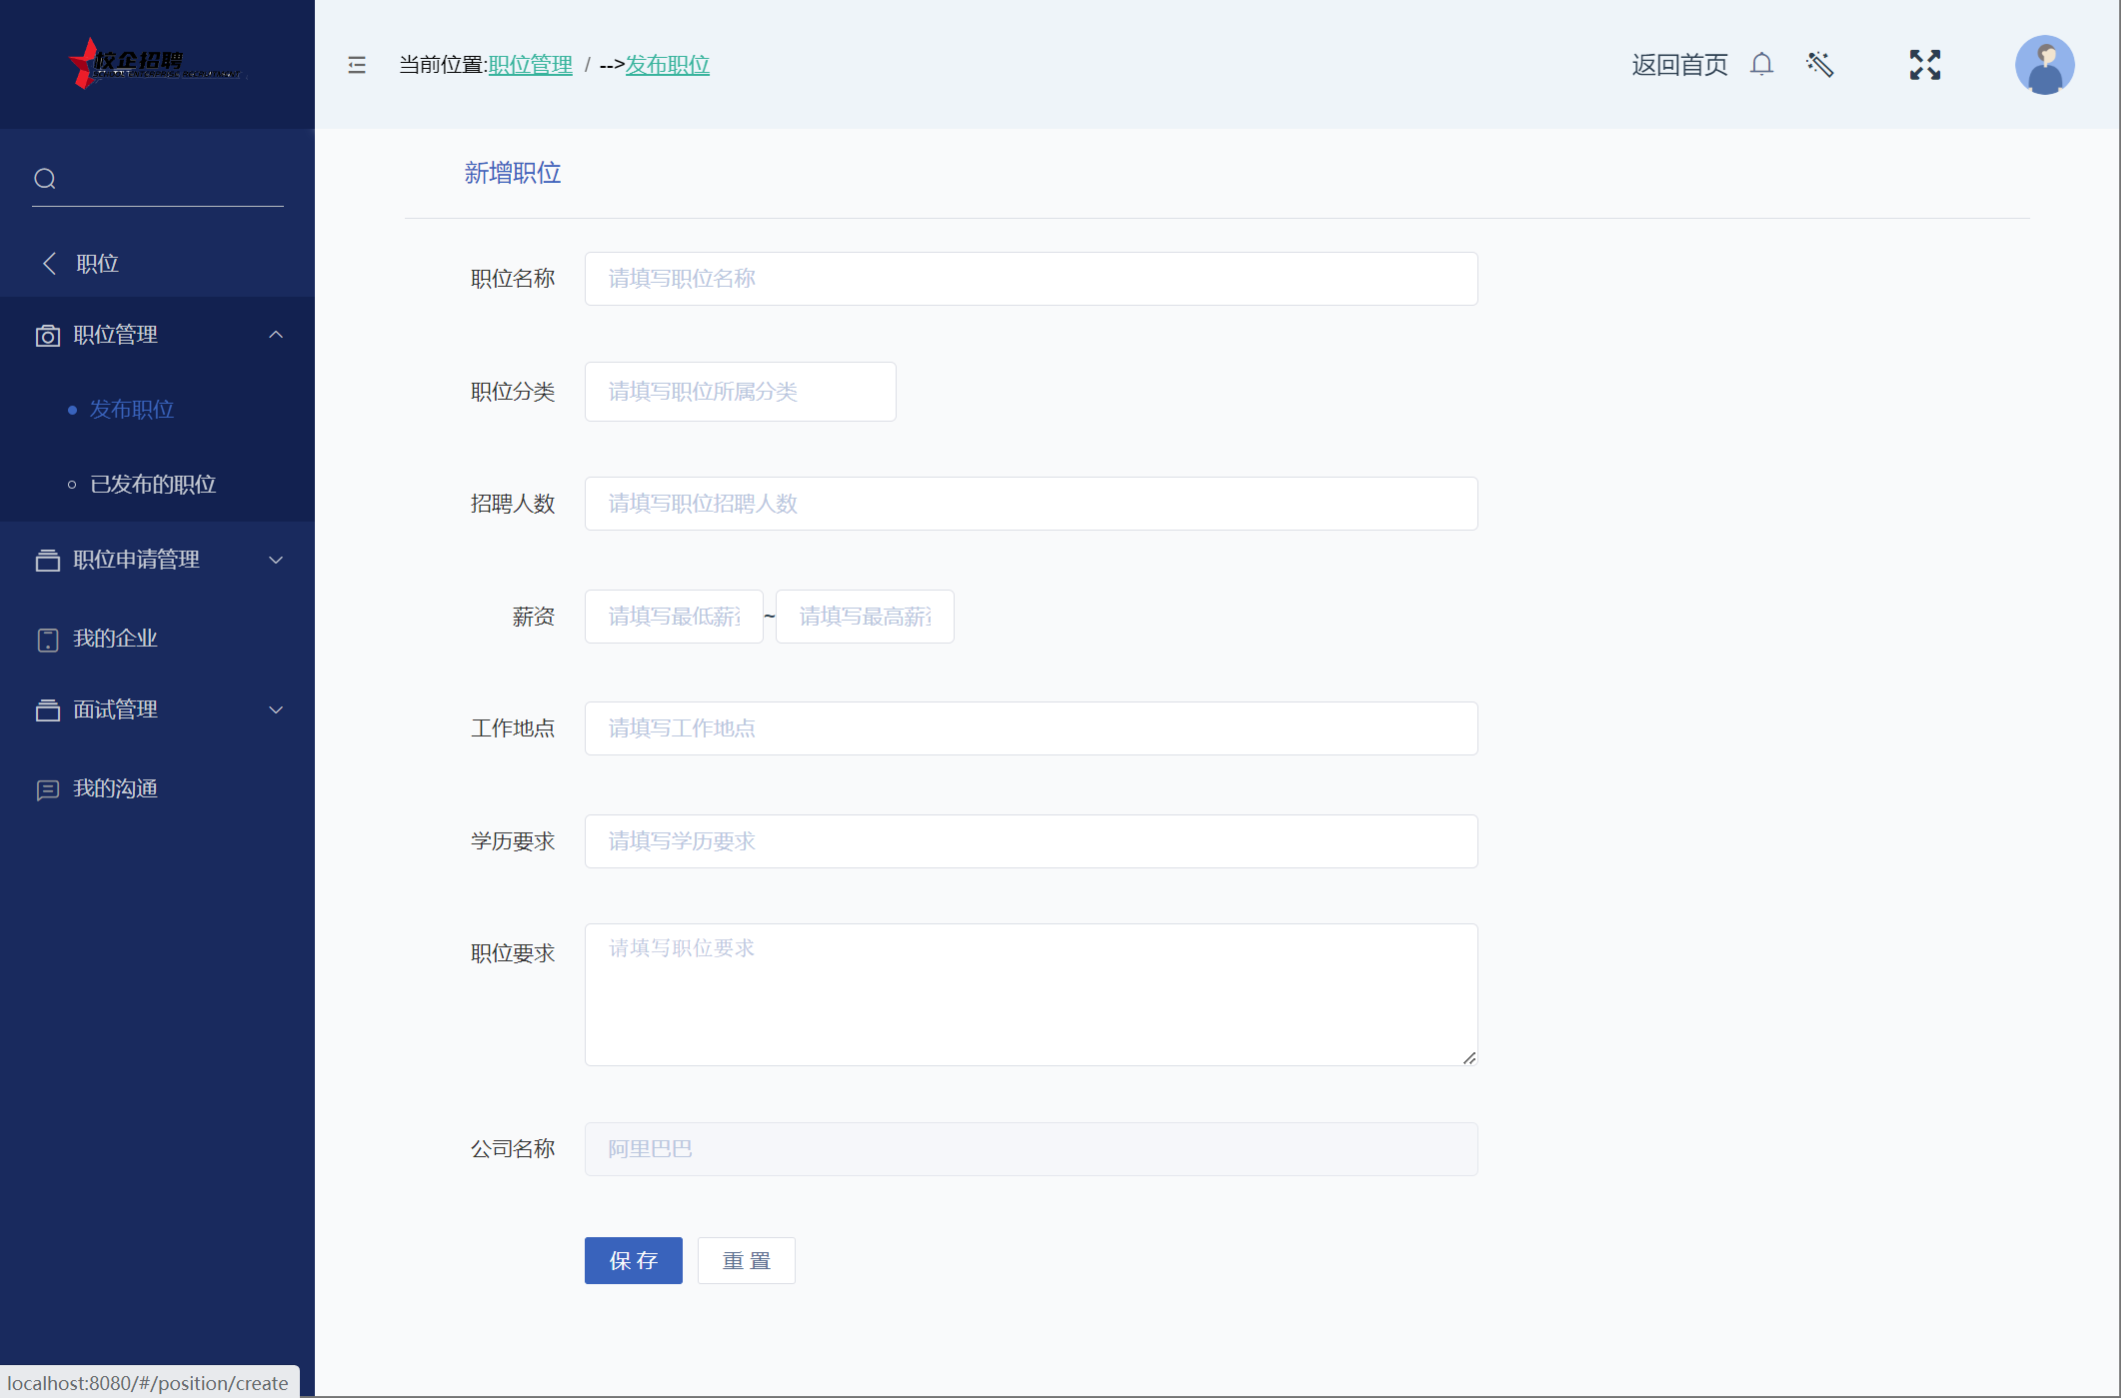 校企招聘
当前位置:职位管理 / -->发布职位
返回首页
职位
职位管理
发布职位
已发布的职位
职位申请管理
我的企业
面试管理
我的沟通
新增职位
职位名称 请填写职位名称
职位分类 请填写职位所属分类
招聘人数 请填写职位招聘人数
薪资 请填写最低薪 ~ 请填写最高薪
工作地点 请填写工作地点
学历要求 请填写学历要求
职位要求 请填写职位要求
公司名称 阿里巴巴
保存 重置
localhost:8080/#/position/create